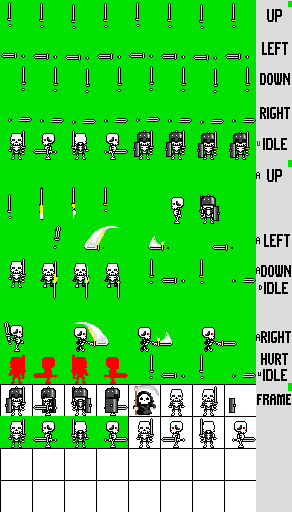 UP
LEFT
DOWN
RIGHT
U IDLE
A UP
A LEFT
A DOWN
D IDLE
A RIGHT
HURT
U IDLE
FRAME